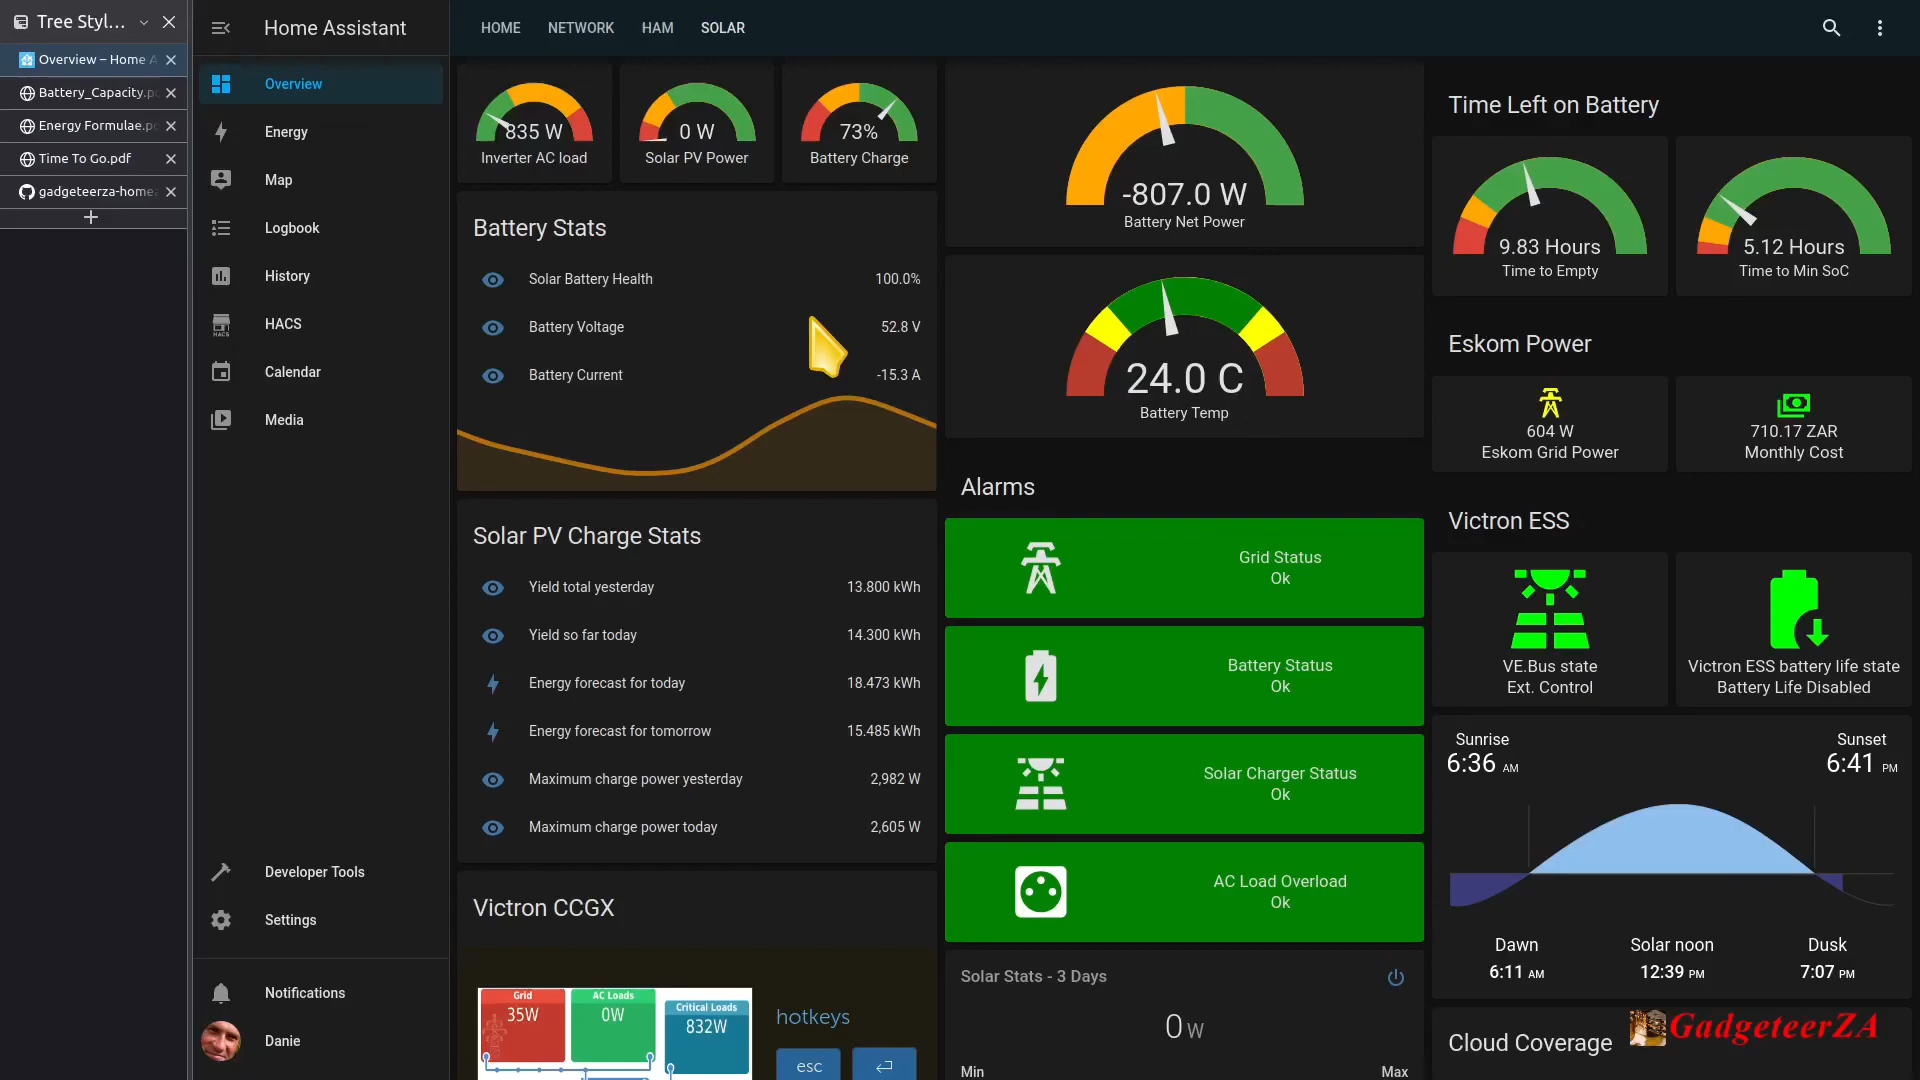 Tree Styl...
Overview – Home A
Battery_Capacity.p
Energy Formulae.p
Time To Go.pdf
gadgeteerza-home
Home Assistant
Overview
Energy
Map
Logbook
History
HACS
Calendar
Media
Developer Tools
Settings
Notifications
Danie
HOME
NETWORK
HAM
SOLAR
835 W
Inverter AC load
0 W
Solar PV Power
73%
Battery Charge
Battery Stats
Solar Battery Health 100.0%
Battery Voltage 52.8 V
Battery Current -15.3 A
Solar PV Charge Stats
Yield total yesterday 13.800 kWh
Yield so far today 14.300 kWh
Energy forecast for today 18.473 kWh
Energy forecast for tomorrow 15.485 kWh
Maximum charge power yesterday 2,982 W
Maximum charge power today 2,605 W
Victron CCGX
Grid
35W
AC Loads
0W
Critical Loads
832W
hotkeys
esc
-807.0 W
Battery Net Power
24.0 C
Battery Temp
Alarms
Grid Status
Ok
Battery Status
Ok
Solar Charger Status
Ok
AC Load Overload
Ok
Solar Stats - 3 Days
0 W
Min Max
Time Left on Battery
9.83 Hours
Time to Empty
5.12 Hours
Time to Min SoC
Eskom Power
604 W
Eskom Grid Power
710.17 ZAR
Monthly Cost
Victron ESS
VE.Bus state
Ext. Control
Victron ESS battery life state
Battery Life Disabled
Sunrise
6:36 AM
Sunset
6:41 PM
Dawn
6:11 AM
Solar noon
12:39 PM
Dusk
7:07 PM
Cloud Coverage
GadgeteerZA